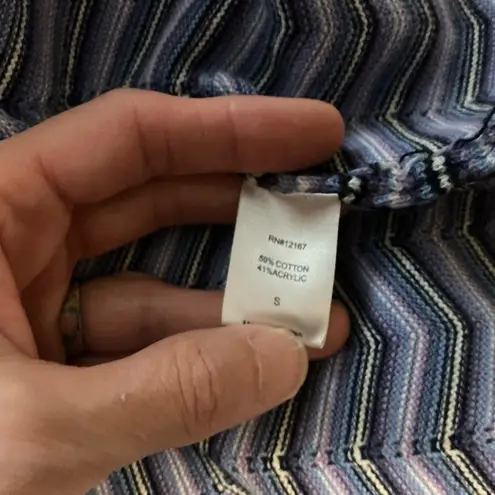 RN#12167
59% COTTON
41% ACRYLIC
S